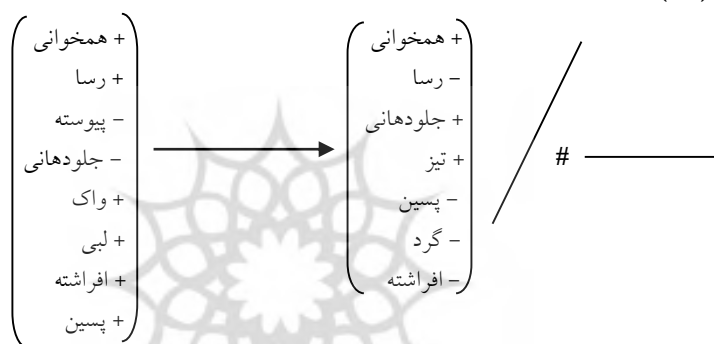 + همخوانی
+ رسا
– پیوسته
– جلودهانی
+ واک
+ لبی
+ افراشته
+ پسین
+ همخوانی
– رسا
+ جلودهانی
+ تیز
– پسین
– گرد
– افراشته
/ # —